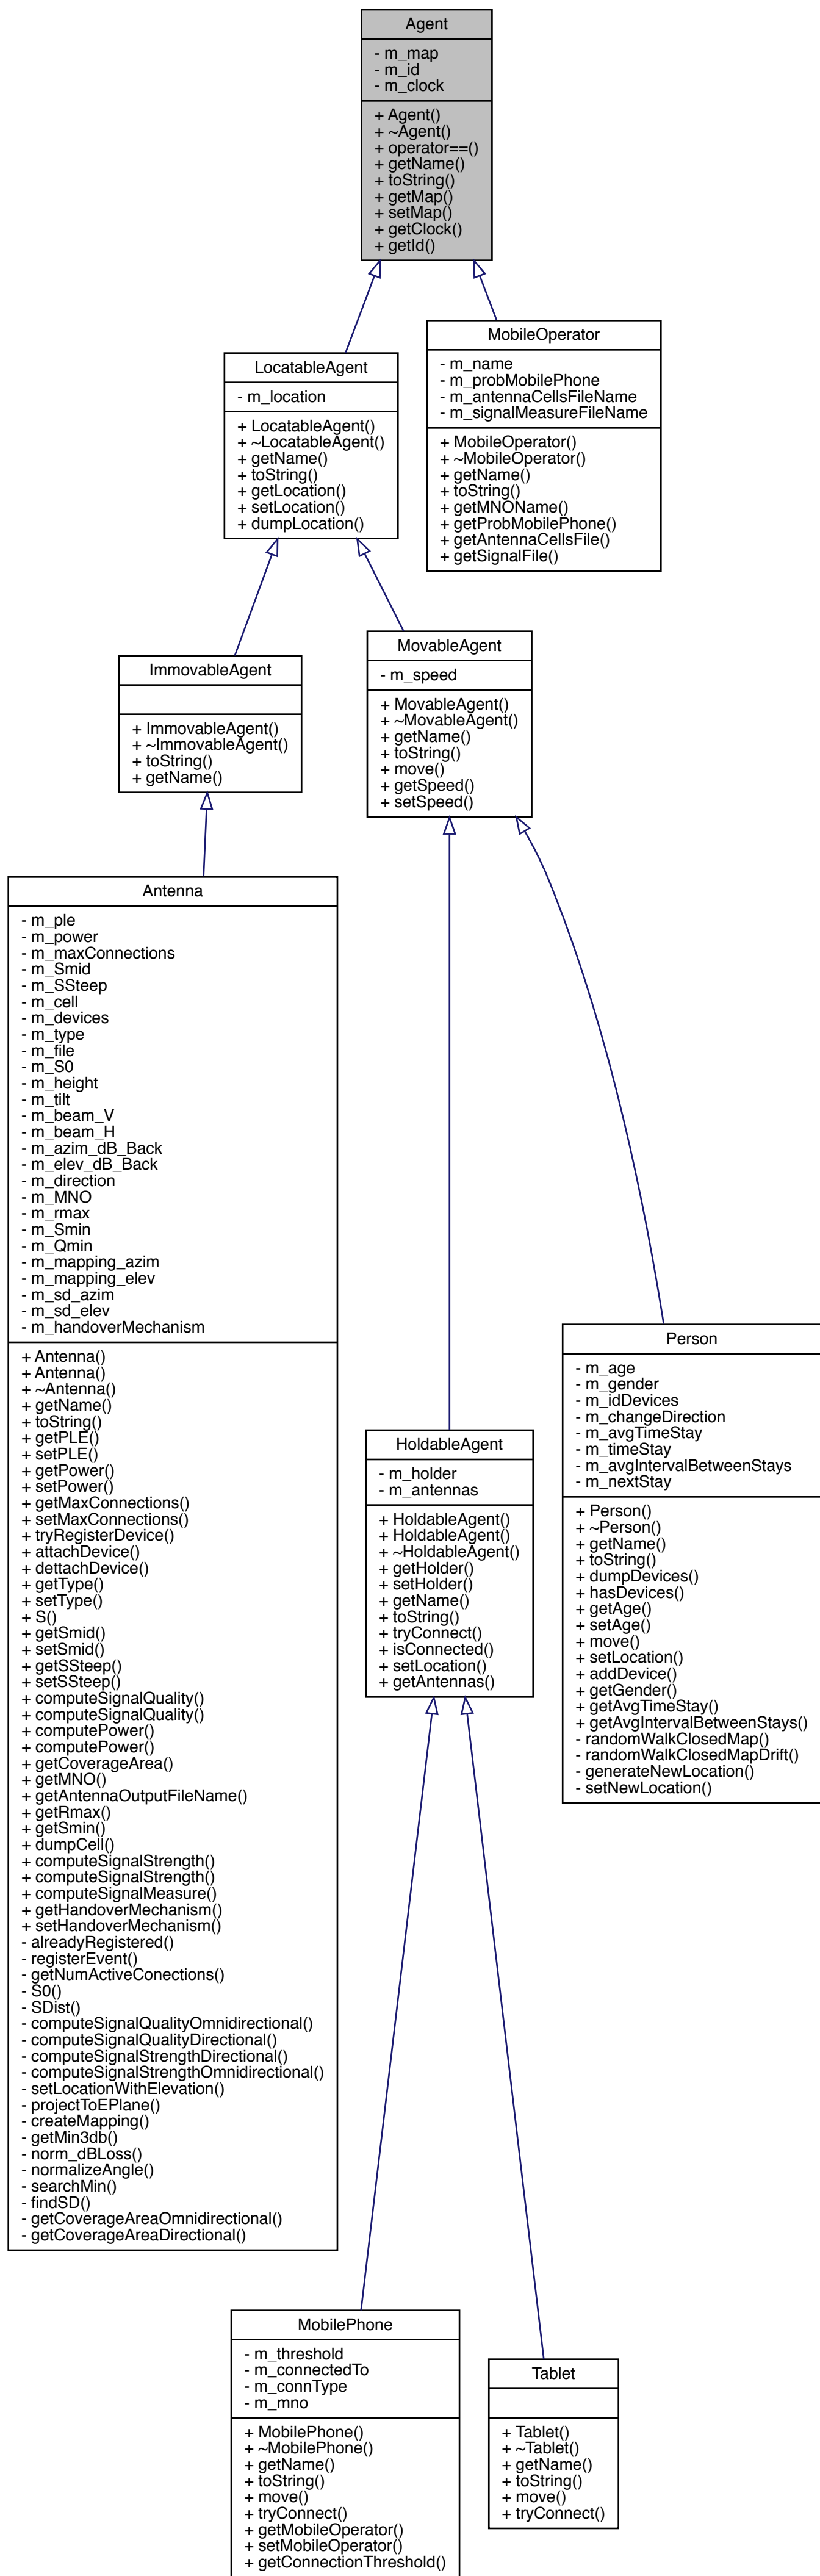 Agent
- m_map
- m_id
- m_clock
+ Agent()
+ ~Agent()
+ operator==()
+ getName()
+ toString()
+ getMap()
+ setMap()
+ getClock()
+ getId()
LocatableAgent
- m_location
+ LocatableAgent()
+ ~LocatableAgent()
+ getName()
+ toString()
+ getLocation()
+ setLocation()
+ dumpLocation()
MobileOperator
- m_name
- m_probMobilePhone
- m_antennaCellsFileName
- m_signalMeasureFileName
+ MobileOperator()
+ ~MobileOperator()
+ getName()
+ toString()
+ getMNOName()
+ getProbMobilePhone()
+ getAntennaCellsFile()
+ getSignalFile()
ImmovableAgent
+ ImmovableAgent()
+ ~ImmovableAgent()
+ toString()
+ getName()
MovableAgent
- m_speed
+ MovableAgent()
+ ~MovableAgent()
+ getName()
+ toString()
+ move()
+ getSpeed()
+ setSpeed()
Antenna
- m_ple
- m_power
- m_maxConnections
- m_Smid
- m_SSteep
- m_cell
- m_devices
- m_type
- m_file
- m_S0
- m_height
- m_tilt
- m_beam_V
- m_beam_H
- m_azim_dB_Back
- m_elev_dB_Back
- m_direction
- m_MNO
- m_rmax
- m_Smin
- m_Qmin
- m_mapping_azim
- m_mapping_elev
- m_sd_azim
- m_sd_elev
- m_handoverMechanism
+ Antenna()
+ Antenna()
+ ~Antenna()
+ getName()
+ toString()
+ getPLE()
+ setPLE()
+ getPower()
+ setPower()
+ getMaxConnections()
+ setMaxConnections()
+ tryRegisterDevice()
+ attachDevice()
+ dettachDevice()
+ getType()
+ setType()
+ S()
+ getSmid()
+ setSmid()
+ getSSteep()
+ setSSteep()
+ computeSignalQuality()
+ computeSignalQuality()
+ computePower()
+ computePower()
+ getCoverageArea()
+ getMNO()
+ getAntennaOutputFileName()
+ getRmax()
+ getSmin()
+ dumpCell()
+ computeSignalStrength()
+ computeSignalStrength()
+ computeSignalMeasure()
+ getHandoverMechanism()
+ setHandoverMechanism()
- alreadyRegistered()
- registerEvent()
- getNumActiveConections()
- S0()
- SDist()
- computeSignalQualityOmnidirectional()
- computeSignalQualityDirectional()
- computeSignalStrengthDirectional()
- computeSignalStrengthOmnidirectional()
- setLocationWithElevation()
- projectToEPlane()
- createMapping()
- getMin3db()
- norm_dBLoss()
- normalizeAngle()
- searchMin()
- findSD()
- getCoverageAreaOmnidirectional()
- getCoverageAreaDirectional()
HoldableAgent
- m_holder
- m_antennas
+ HoldableAgent()
+ HoldableAgent()
+ ~HoldableAgent()
+ getHolder()
+ setHolder()
+ getName()
+ toString()
+ tryConnect()
+ isConnected()
+ setLocation()
+ getAntennas()
Person
- m_age
- m_gender
- m_idDevices
- m_changeDirection
- m_avgTimeStay
- m_timeStay
- m_avgIntervalBetweenStays
- m_nextStay
+ Person()
+ ~Person()
+ getName()
+ toString()
+ dumpDevices()
+ hasDevices()
+ getAge()
+ setAge()
+ move()
+ setLocation()
+ addDevice()
+ getGender()
+ getAvgTimeStay()
+ getAvgIntervalBetweenStays()
- randomWalkClosedMap()
- randomWalkClosedMapDrift()
- generateNewLocation()
- setNewLocation()
MobilePhone
- m_threshold
- m_connectedTo
- m_connType
- m_mno
+ MobilePhone()
+ ~MobilePhone()
+ getName()
+ toString()
+ move()
+ tryConnect()
+ getMobileOperator()
+ setMobileOperator()
+ getConnectionThreshold()
Tablet
+ Tablet()
+ ~Tablet()
+ getName()
+ toString()
+ move()
+ tryConnect()